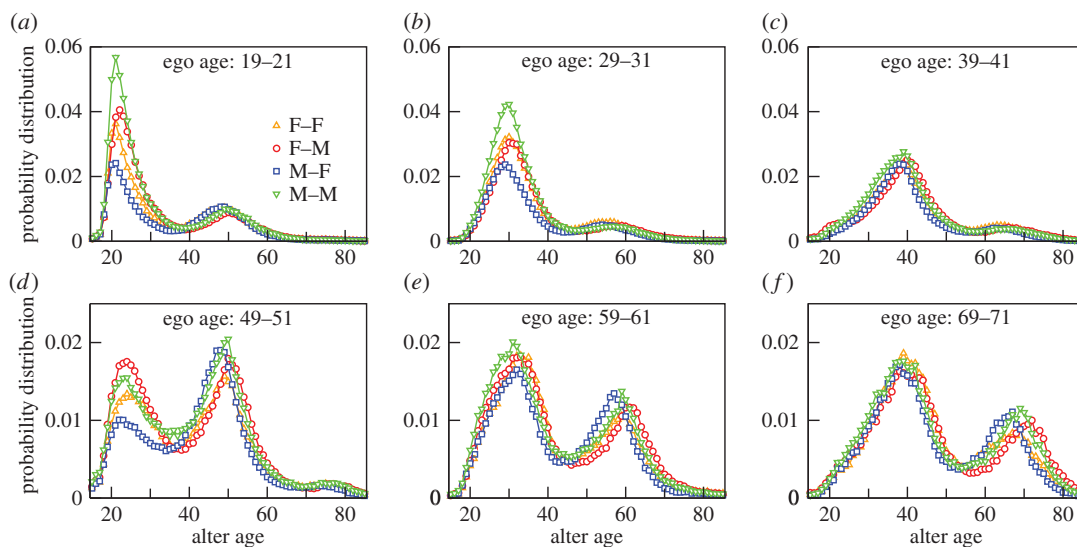 (a)
(b)
(c)
probability distribution
0.06
0.04
0.02
0
ego age: 19–21
F–F
F–M
M–F
M–M
20 40 60 80
0.06
0.04
0.02
0
ego age: 29–31
20 40 60 80
0.06
0.04
0.02
0
ego age: 39–41
20 40 60 80
(d)
(e)
(f)
probability distribution
0.02
0.01
0
ego age: 49–51
20 40 60 80
alter age
0.02
0.01
0
ego age: 59–61
20 40 60 80
alter age
0.02
0.01
0
ego age: 69–71
20 40 60 80
alter age